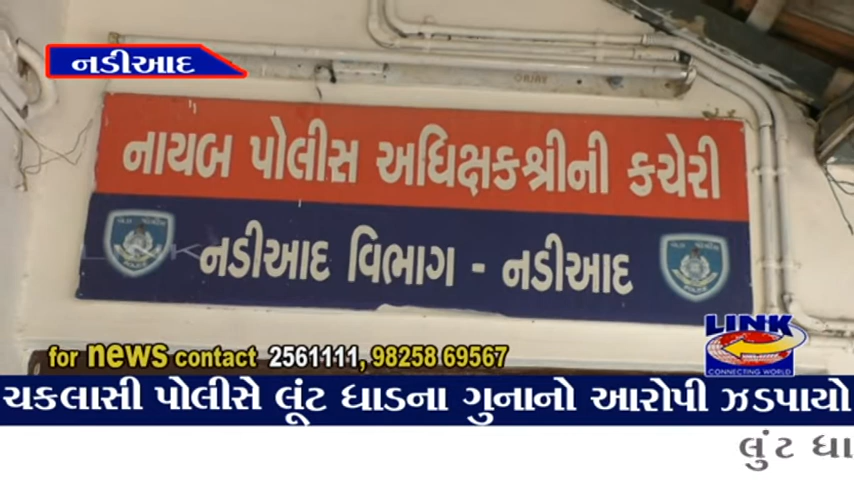 નડીઆદ
નાયબ પોલીસ અધિક્ષકશ્રીની કચેરી
નડીઆદ વિભાગ - નડીઆદ
LINK
CONNECTING WORLD
for news contact 2561111, 98258 69567
ચકલાસી પોલીસે લૂંટ ધાડના ગુનાનો આરોપી ઝડપાયો
લુંટ ધા